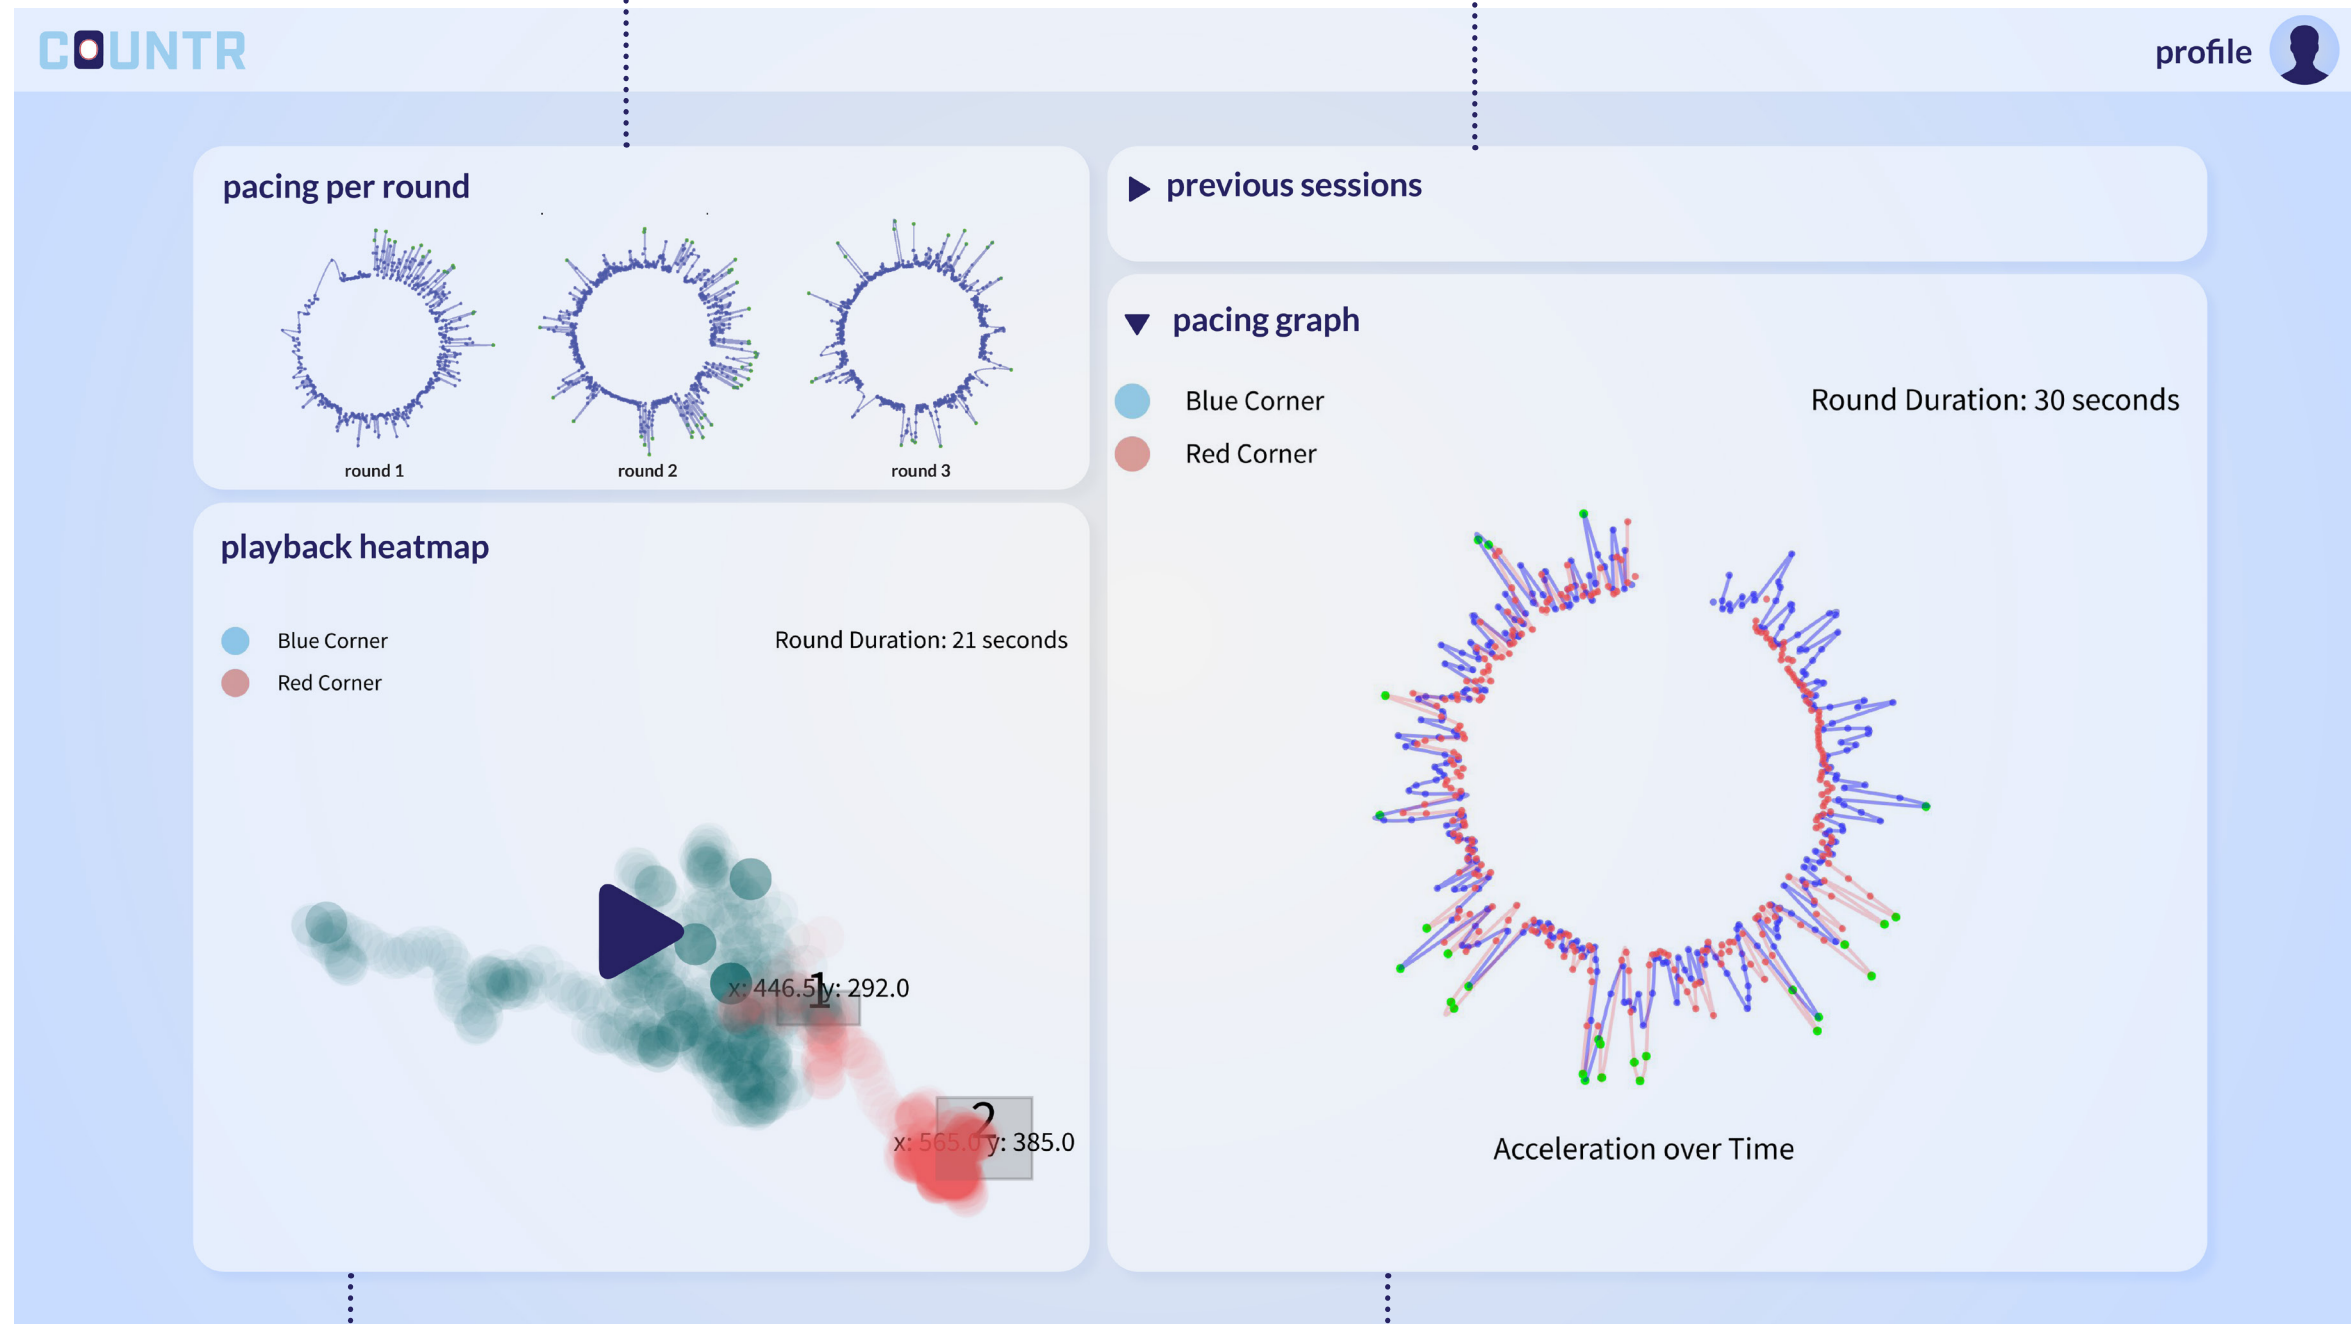 COUNTR
profile
pacing per round
round 1
round 2
round 3
previous sessions
pacing graph
Blue Corner
Round Duration: 30 seconds
Red Corner
Acceleration over Time
playback heatmap
Blue Corner
Round Duration: 21 seconds
Red Corner
1
x: 446.5 y: 292.0
2
x: 565.0 y: 385.0